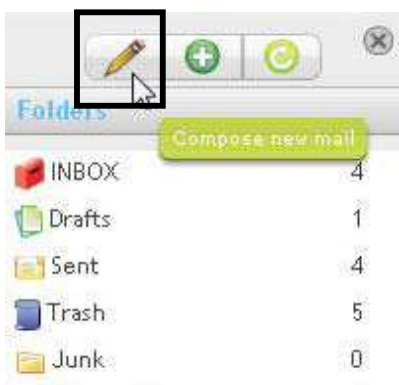 Folders
Compose new mail
INBOX 4
Drafts 1
Sent 4
Trash 5
Junk 0